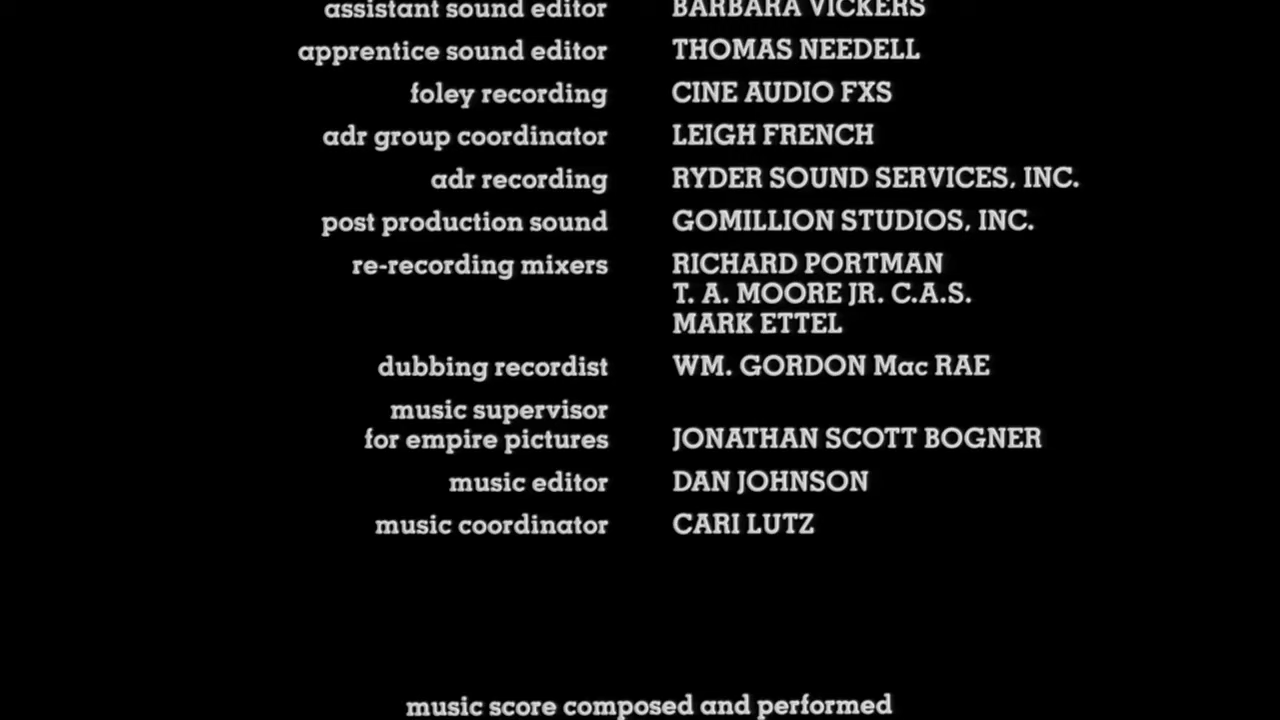 assistant sound editor BARBARA VICKERS
apprentice sound editor THOMAS NEEDELL
foley recording CINE AUDIO FXS
adr group coordinator LEIGH FRENCH
adr recording RYDER SOUND SERVICES, INC.
post production sound GOMILLION STUDIOS, INC.
re-recording mixers RICHARD PORTMAN
T. A. MOORE JR. C.A.S.
MARK ETTEL
dubbing recordist WM. GORDON Mac RAE
music supervisor
for empire pictures JONATHAN SCOTT BOGNER
music editor DAN JOHNSON
music coordinator CARI LUTZ
music score composed and performed